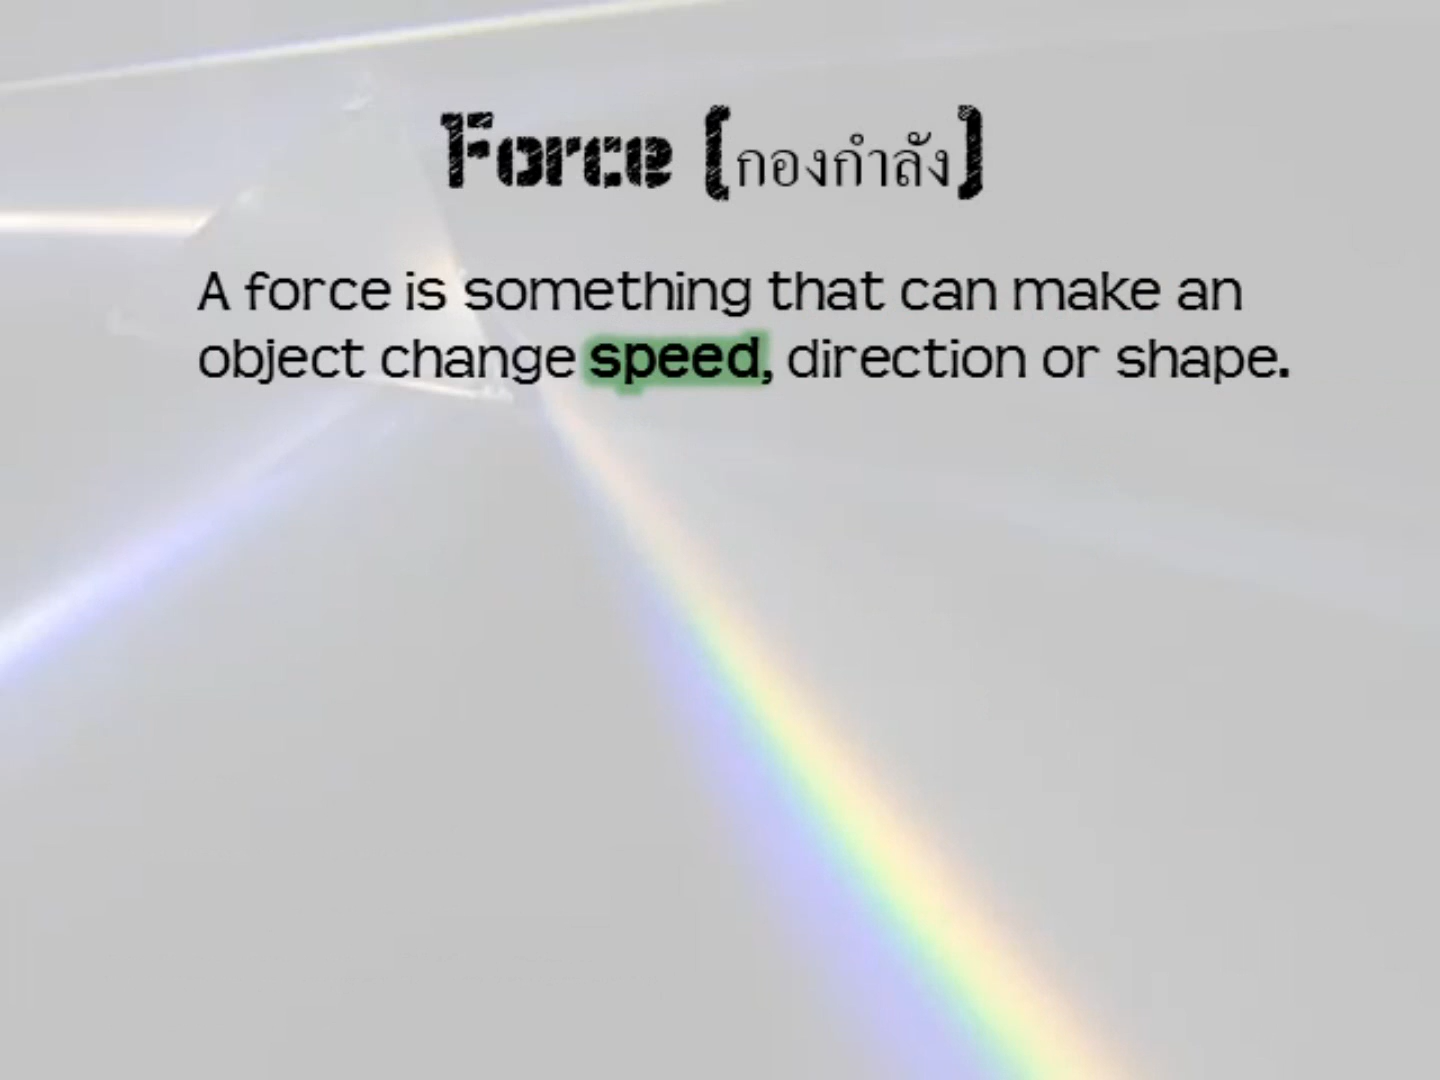 Force (กองกำลัง)
A force is something that can make an
object change speed, direction or shape.